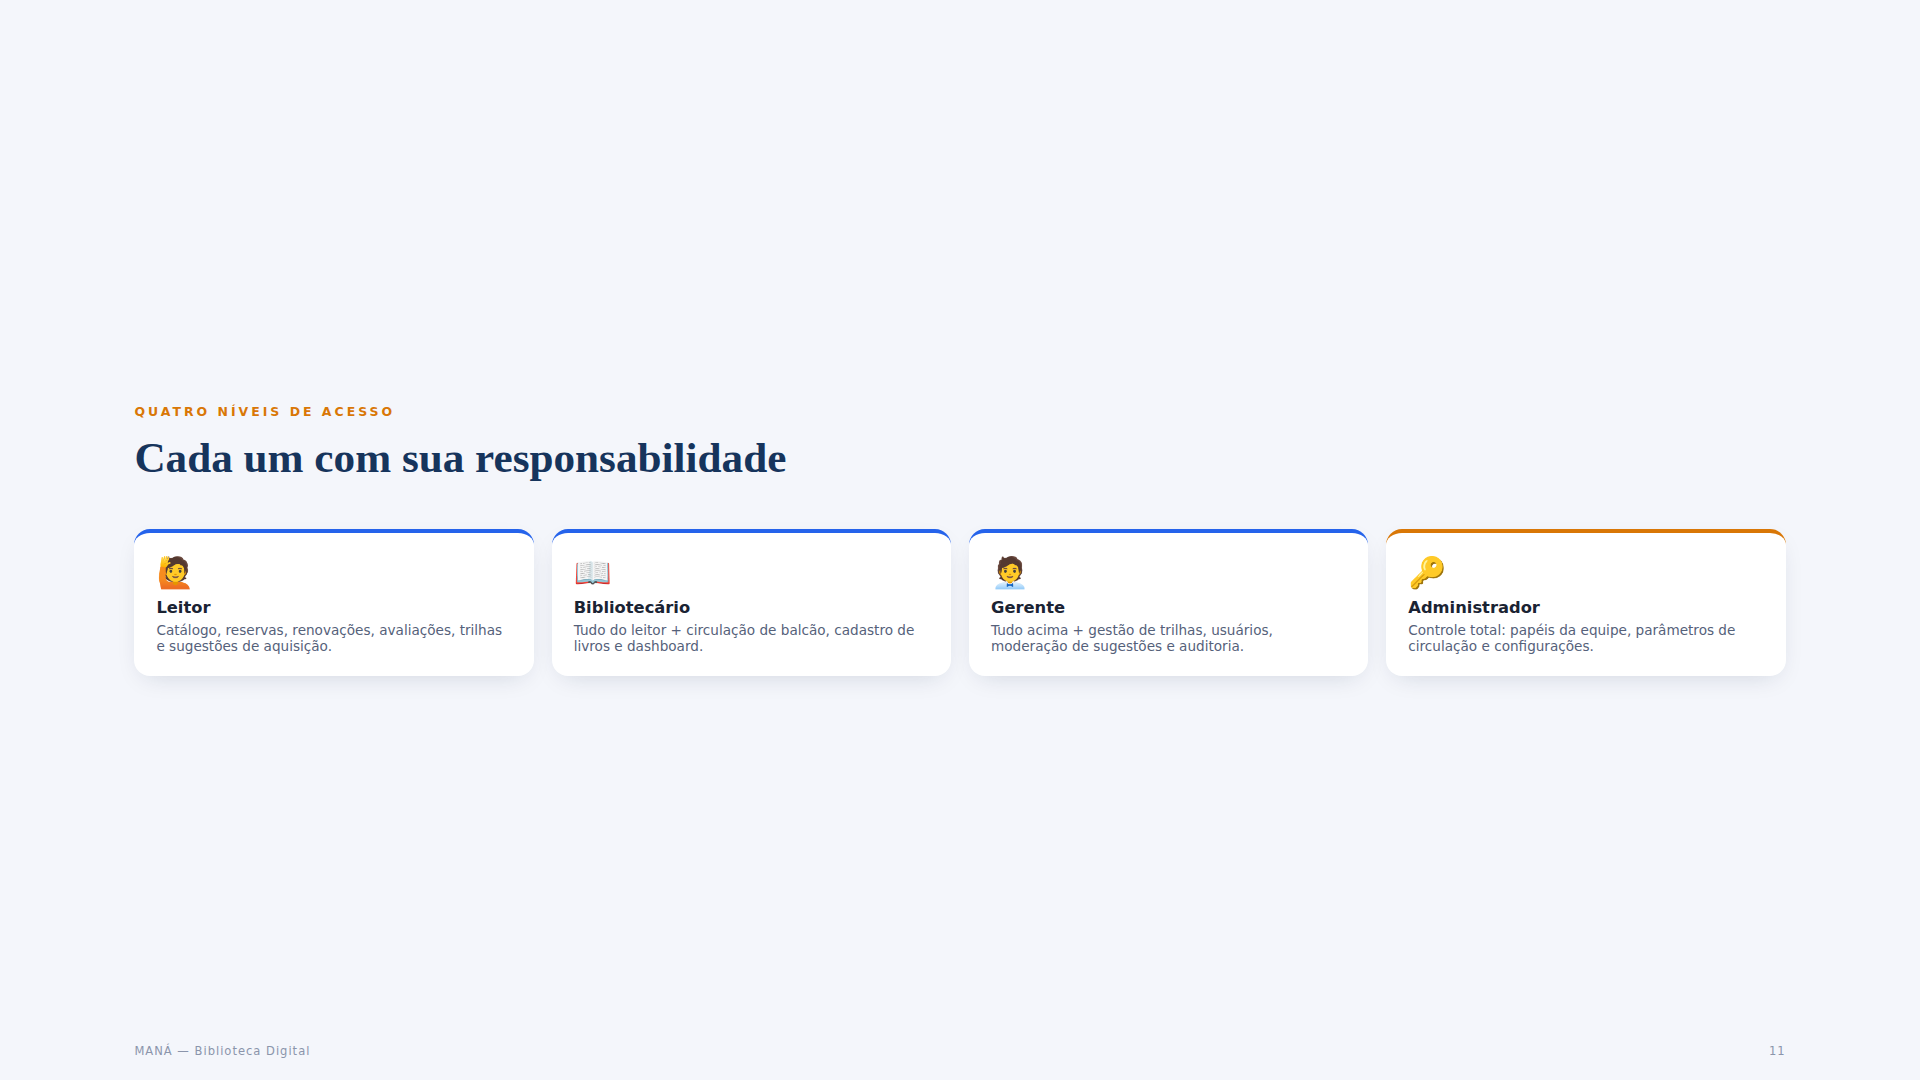 QUATRO NÍVEIS DE ACESSO
Cada um com sua responsabilidade
Leitor
Catálogo, reservas, renovações, avaliações, trilhas
e sugestões de aquisição.
Bibliotecário
Tudo do leitor + circulação de balcão, cadastro de
livros e dashboard.
Gerente
Tudo acima + gestão de trilhas, usuários,
moderação de sugestões e auditoria.
Administrador
Controle total: papéis da equipe, parâmetros de
circulação e configurações.
MANÁ — Biblioteca Digital
11